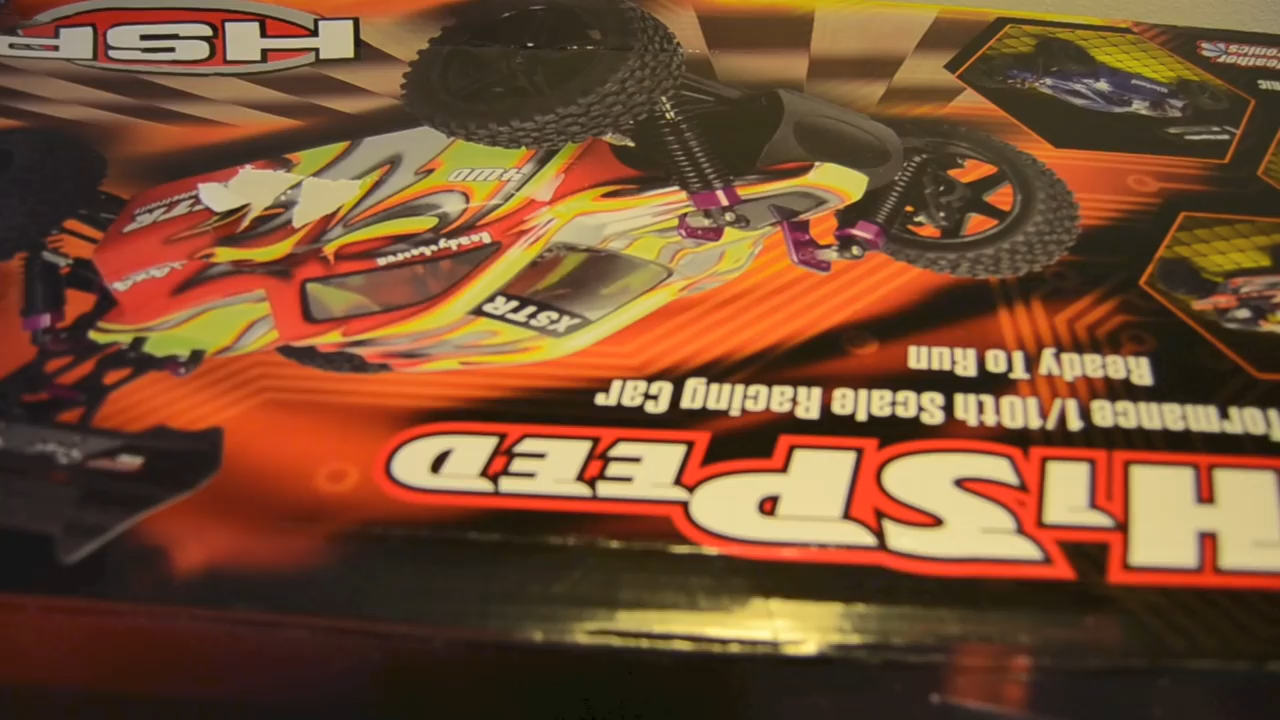 HiSPEED
formance 1/10th Scale Racing Car
Ready To Run
XSTR
4WD
HSP